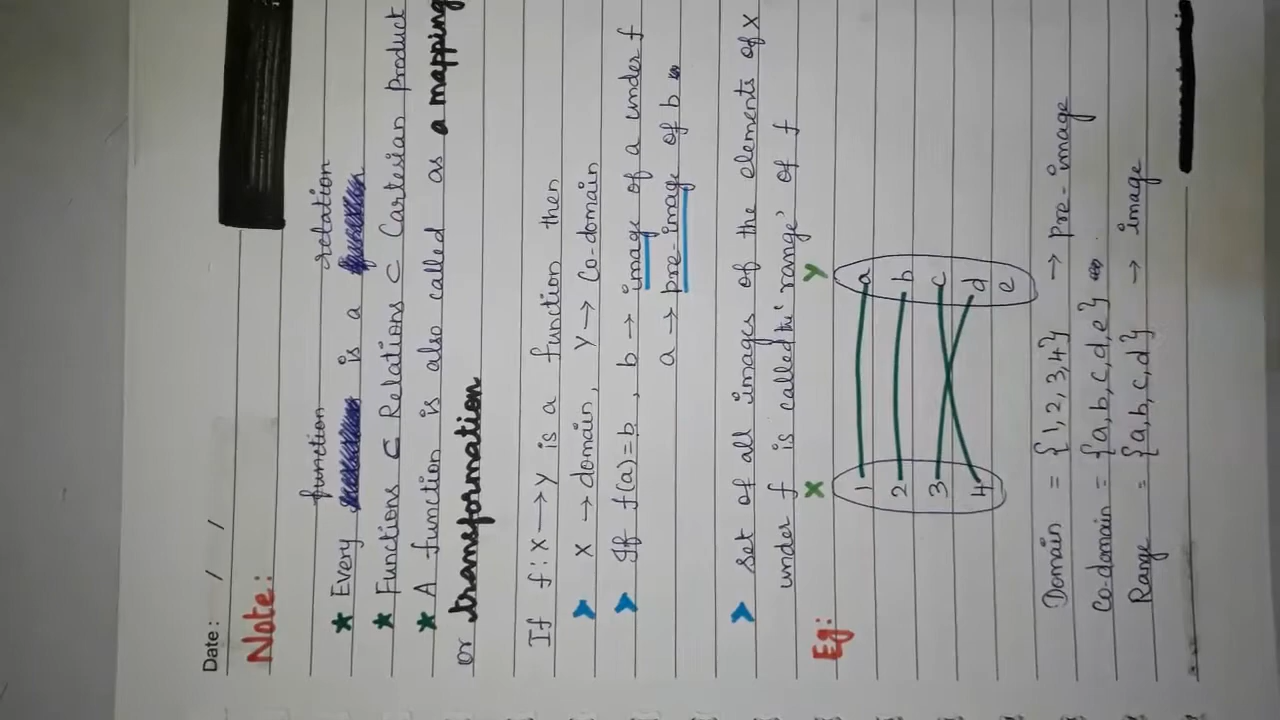 Date: / /
Note:
function relation
★ Every is a
★ Functions ⊂ Relations ⊂ Cartesian product
★ A function is also called as a mapping
or transformation
If f: X → Y is a function then
➤ X → domain, Y → Co-domain
➤ If f(a)=b, b → image of a under f
a → pre-image of b
➤ Set of all images of the elements of X
under f is called the 'range' of f
Eg:
X Y
1 a
2 b
3 c
4 d
e
Domain = {1,2,3,4} → pre-image
Co-domain = {a,b,c,d,e}
Range = {a,b,c,d} → image